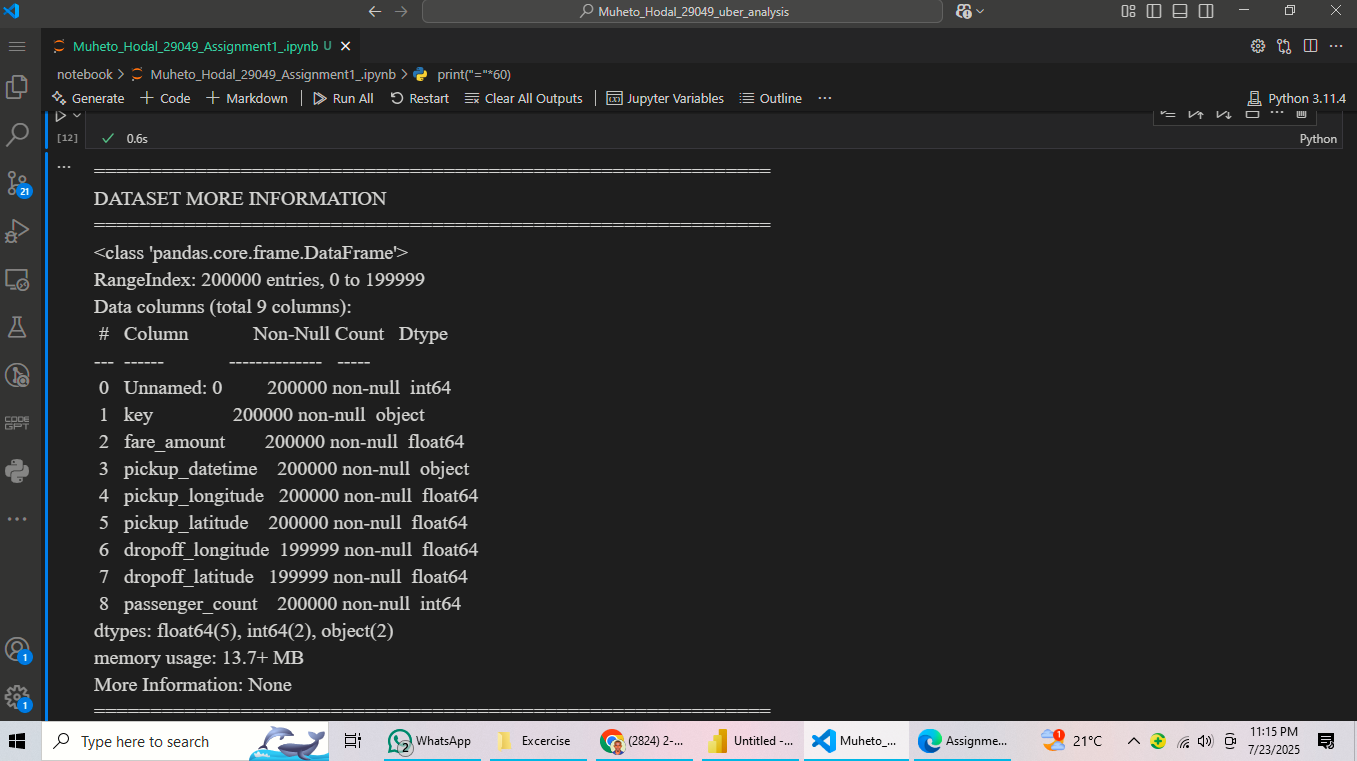 Muheto_Hodal_29049_uber_analysis
Muheto_Hodal_29049_Assignment1_.ipynb U
notebook > Muheto_Hodal_29049_Assignment1_.ipynb > print("="*60)
Generate + Code + Markdown Run All Restart Clear All Outputs Jupyter Variables Outline ... Python 3.11.4
[12] 0.6s Python
============================================================
DATASET MORE INFORMATION
============================================================
<class 'pandas.core.frame.DataFrame'>
RangeIndex: 200000 entries, 0 to 199999
Data columns (total 9 columns):
# Column Non-Null Count Dtype
--- ------ -------------- -----
0 Unnamed: 0 200000 non-null int64
1 key 200000 non-null object
2 fare_amount 200000 non-null float64
3 pickup_datetime 200000 non-null object
4 pickup_longitude 200000 non-null float64
5 pickup_latitude 200000 non-null float64
6 dropoff_longitude 199999 non-null float64
7 dropoff_latitude 199999 non-null float64
8 passenger_count 200000 non-null int64
dtypes: float64(5), int64(2), object(2)
memory usage: 13.7+ MB
More Information: None
============================================================
21
CODE
GPT
1
1
Type here to search 2 WhatsApp Excercise (2824) 2-... Untitled -... Muheto_... Assignme... 1 21°C 11:15 PM
7/23/2025